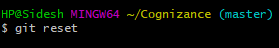 HP@Sidesh MINGW64 ~/Cognizance (master)
$ git reset